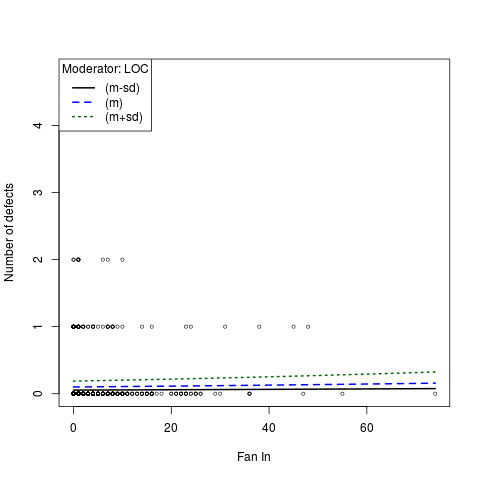 Moderator: LOC
(m-sd)
(m)
(m+sd)
Number of defects
4
3
2
1
0
0 20 40 60
Fan In